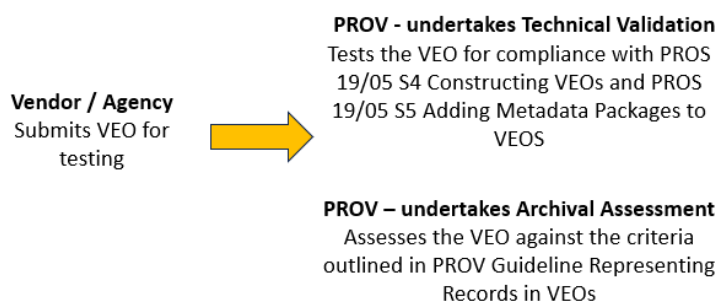 Vendor / Agency
Submits VEO for
testing
PROV - undertakes Technical Validation
Tests the VEO for compliance with PROS
19/05 S4 Constructing VEOs and PROS
19/05 S5 Adding Metadata Packages to
VEOS
PROV – undertakes Archival Assessment
Assesses the VEO against the criteria
outlined in PROV Guideline Representing
Records in VEOs